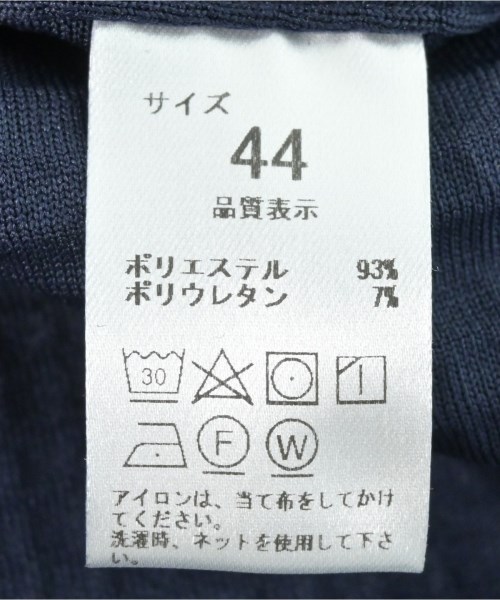 サイズ
44
品質表示
ポリエステル 93%
ポリウレタン 7%
30
F W
アイロンは、当て布をしてかけ
てください。
洗濯時、ネットを使用して下さ
い。